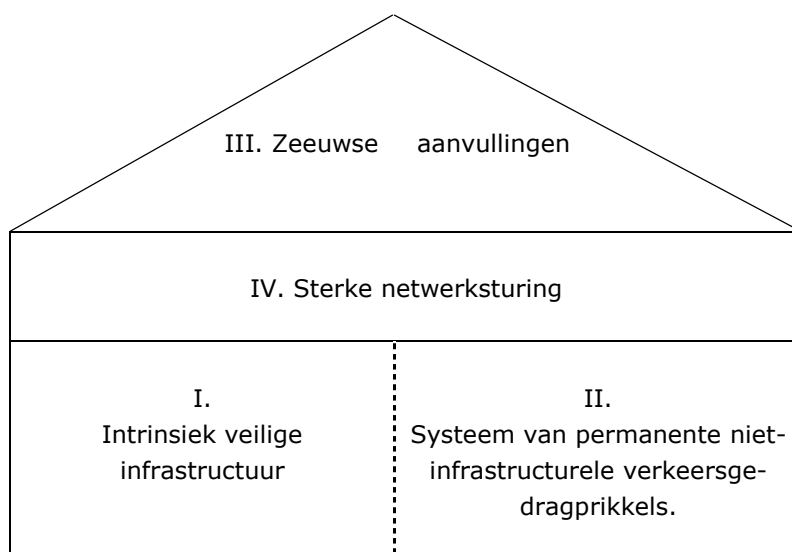 III. Zeeuwse aanvullingen
IV. Sterke netwerksturing
I.
Intrinsiek veilige
infrastructuur
II.
Systeem van permanente niet-
infrastructurele verkeersge-
dragprikkels.